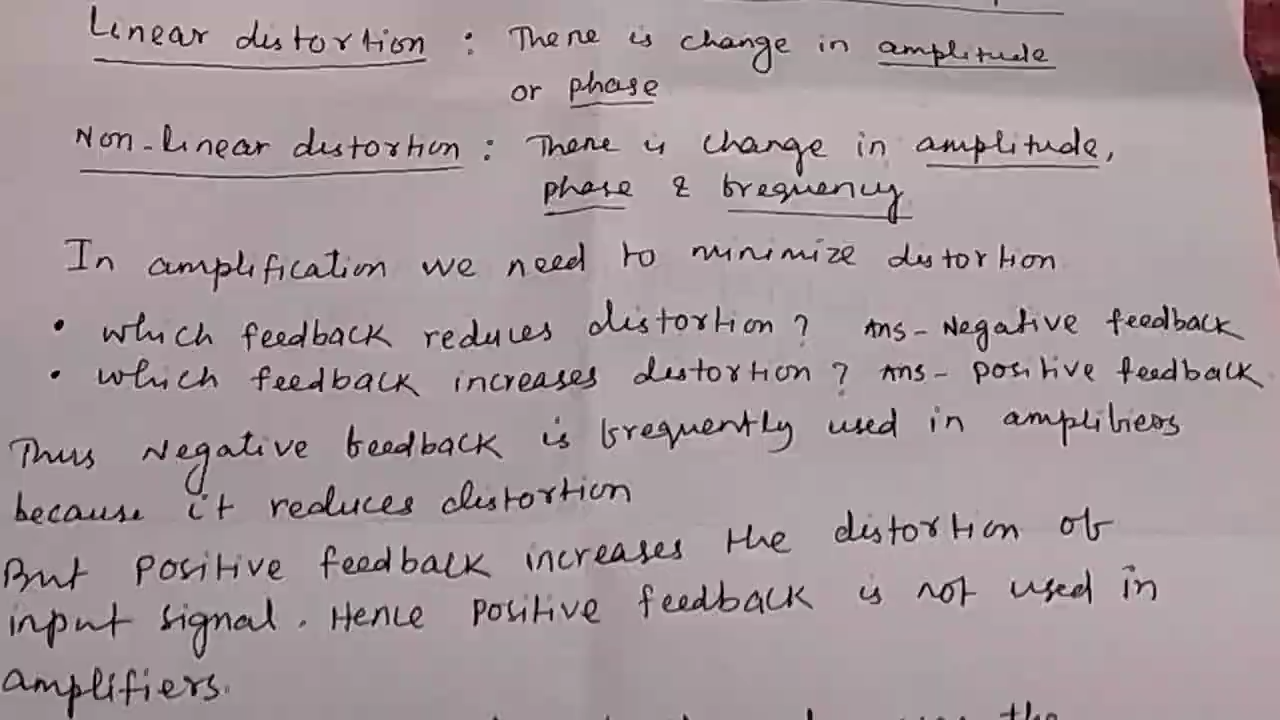 Linear distortion : There is change in amplitude
or phase
Non-linear distortion : There is change in amplitude,
phase & frequency
In amplification we need to minimize distortion
• which feedback reduces distortion? Ans - Negative feedback
• which feedback increases distortion? Ans - positive feedback
Thus Negative feedback is frequently used in amplifiers
because it reduces distortion
But positive feedback increases the distortion of
input signal. Hence positive feedback is not used in
amplifiers.
the